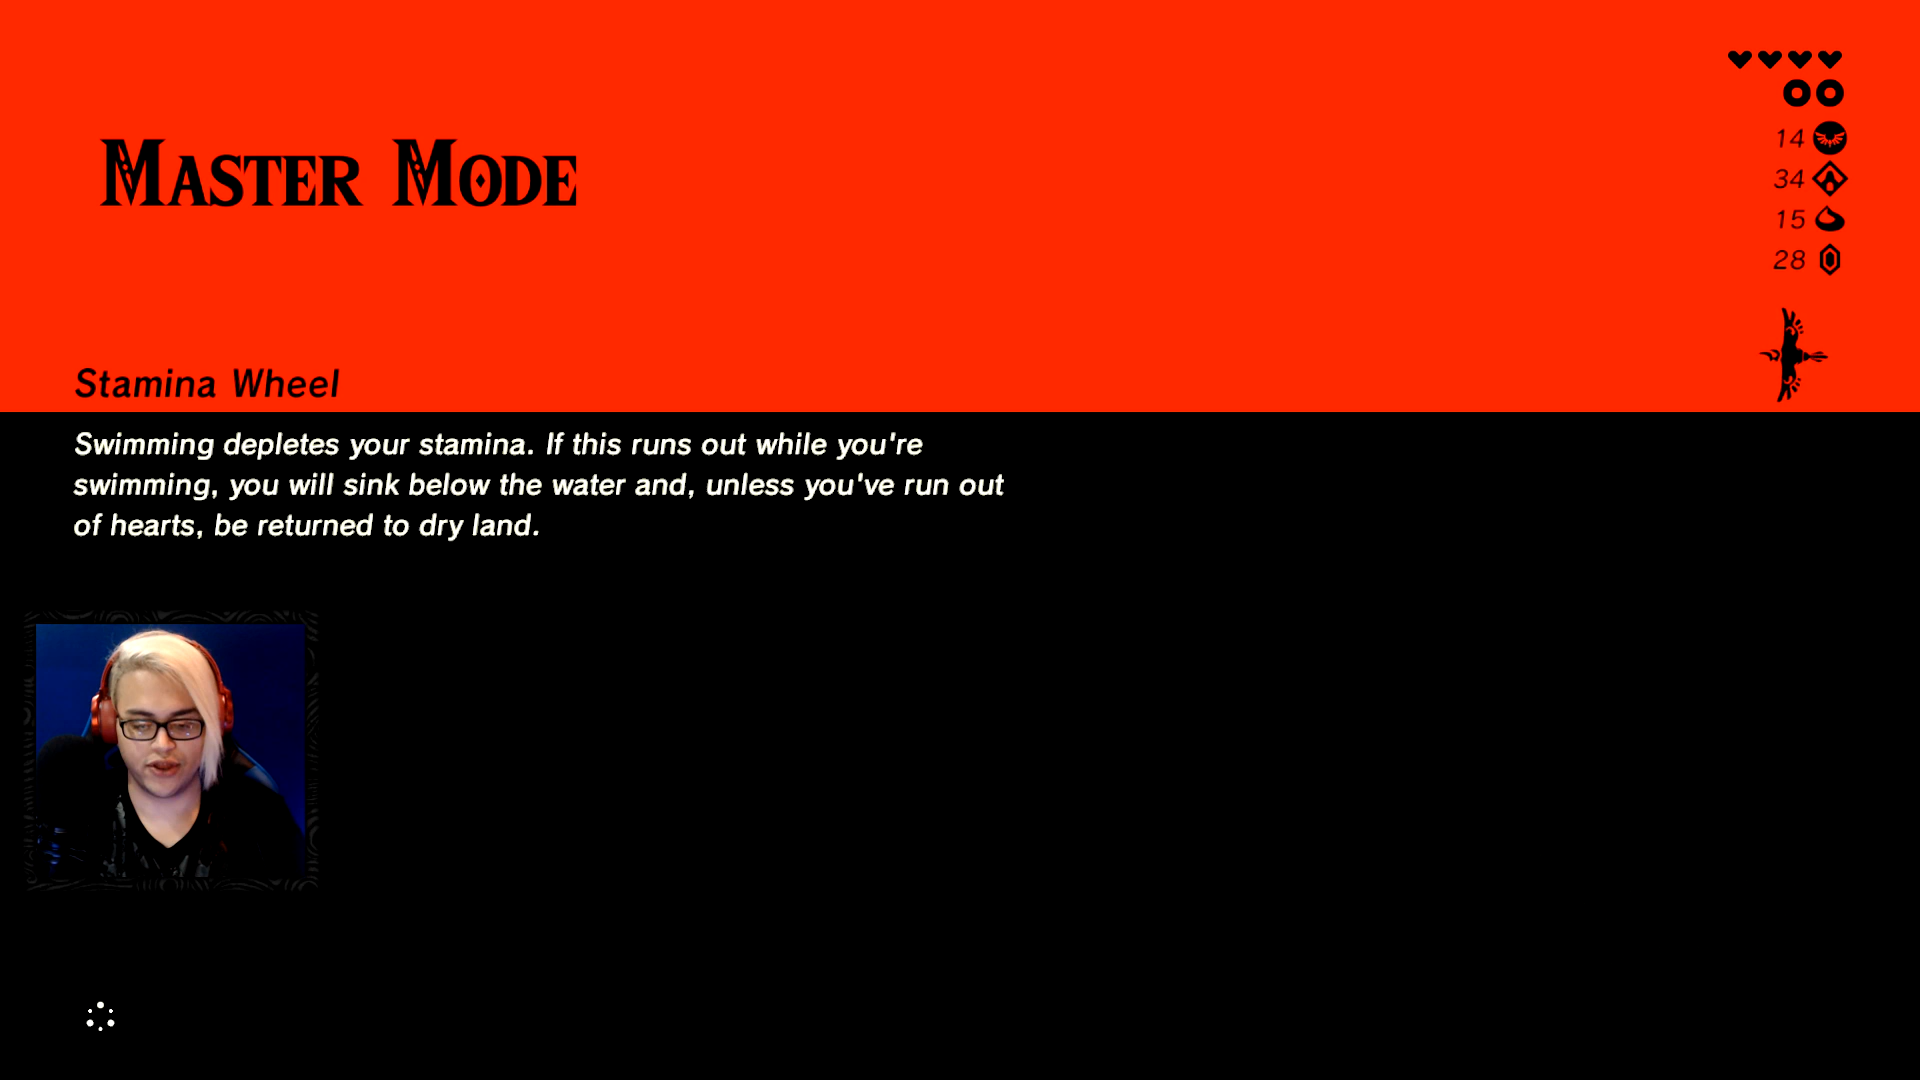 Master Mode
14
34
15
28
Stamina Wheel
Swimming depletes your stamina. If this runs out while you're
swimming, you will sink below the water and, unless you've run out
of hearts, be returned to dry land.